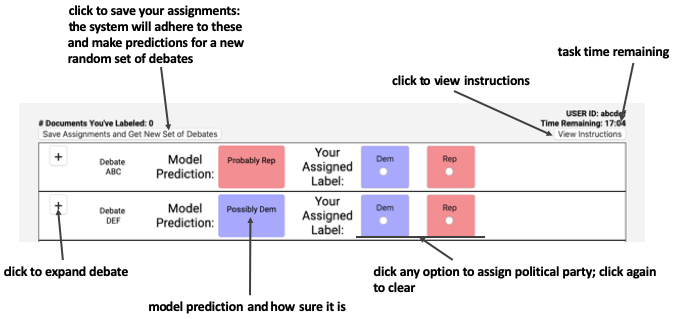 click to save your assignments:
the system will adhere to these
and make predictions for a new
random set of debates
task time remaining
click to view instructions
USER ID: abcdef
# Documents You've Labeled: 0
Time Remaining: 17:04
Save Assignments and Get New Set of Debates
View Instructions
+
Debate
ABC
Model
Prediction:
Probably Rep
Your
Assigned
Label:
Dem
Rep
+
Debate
DEF
Model
Prediction:
Possibly Dem
Your
Assigned
Label:
Dem
Rep
click to expand debate
click any option to assign political party; click again
to clear
model prediction and how sure it is